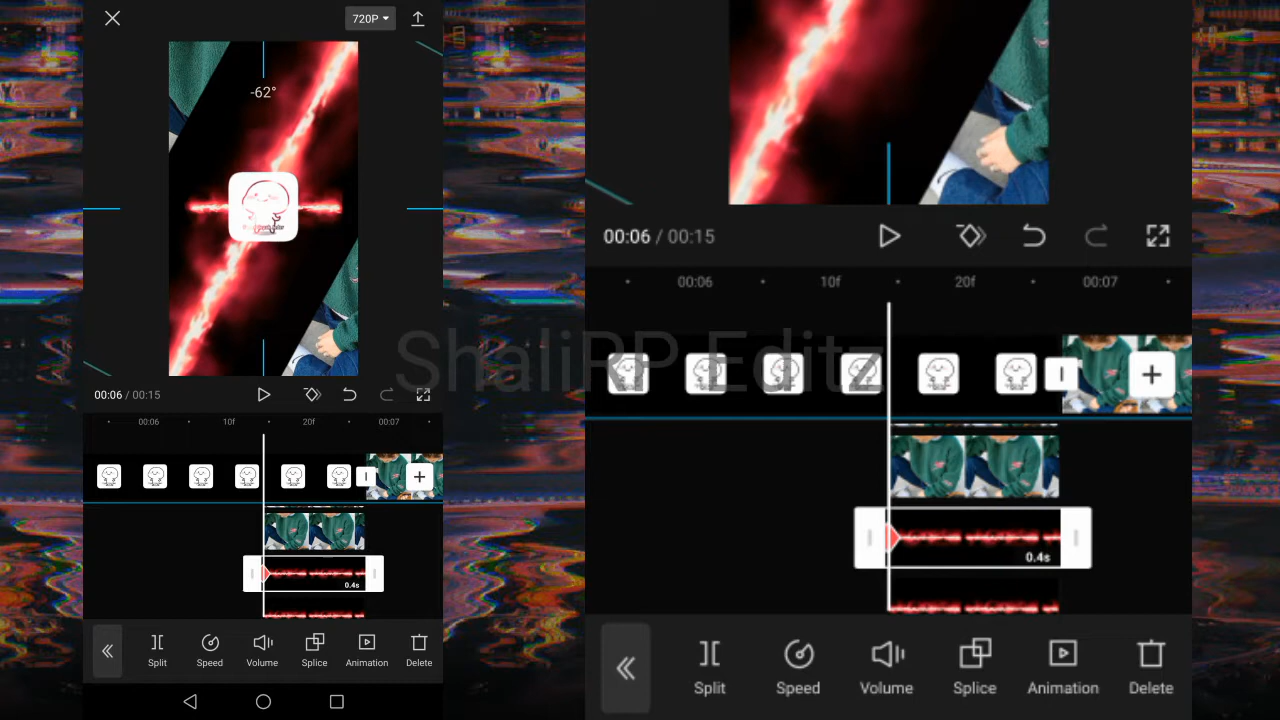 720P
-62°
00:06 / 00:15
00:06 10f 20f 00:07
0.4s
Split Speed Volume Splice Animation Delete
00:06 / 00:15
00:06 10f 20f 00:07
0.4s
Split Speed Volume Splice Animation Delete
ShaliRP Editz